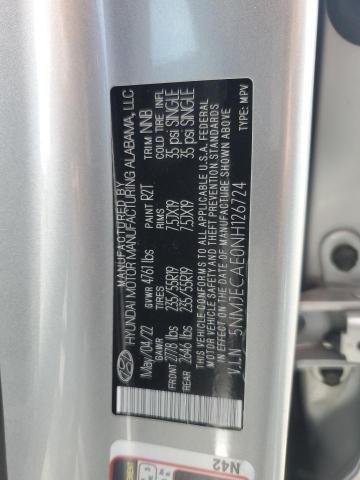 MANUFACTURED BY
HYUNDAI MOTOR MANUFACTURING ALABAMA, LLC
May/04/22 GVWR 4761 lbs PAINT R2T TRIM NNB
GAWR TIRES RIMS COLD TIRE INFL
FRONT 2778 lbs 235/55R19 7.5JX19 35 psi SINGLE
REAR 2646 lbs 235/55R19 7.5JX19 35 psi SINGLE
THIS VEHICLE CONFORMS TO ALL APPLICABLE U.S.A. FEDERAL
MOTOR VEHICLE SAFETY AND THEFT PREVENTION STANDARDS IN
EFFECT ON THE DATE OF MANUFACTURE SHOWN ABOVE
V.I.N 5NMJECAE0NH126724 TYPE: MPV
N42